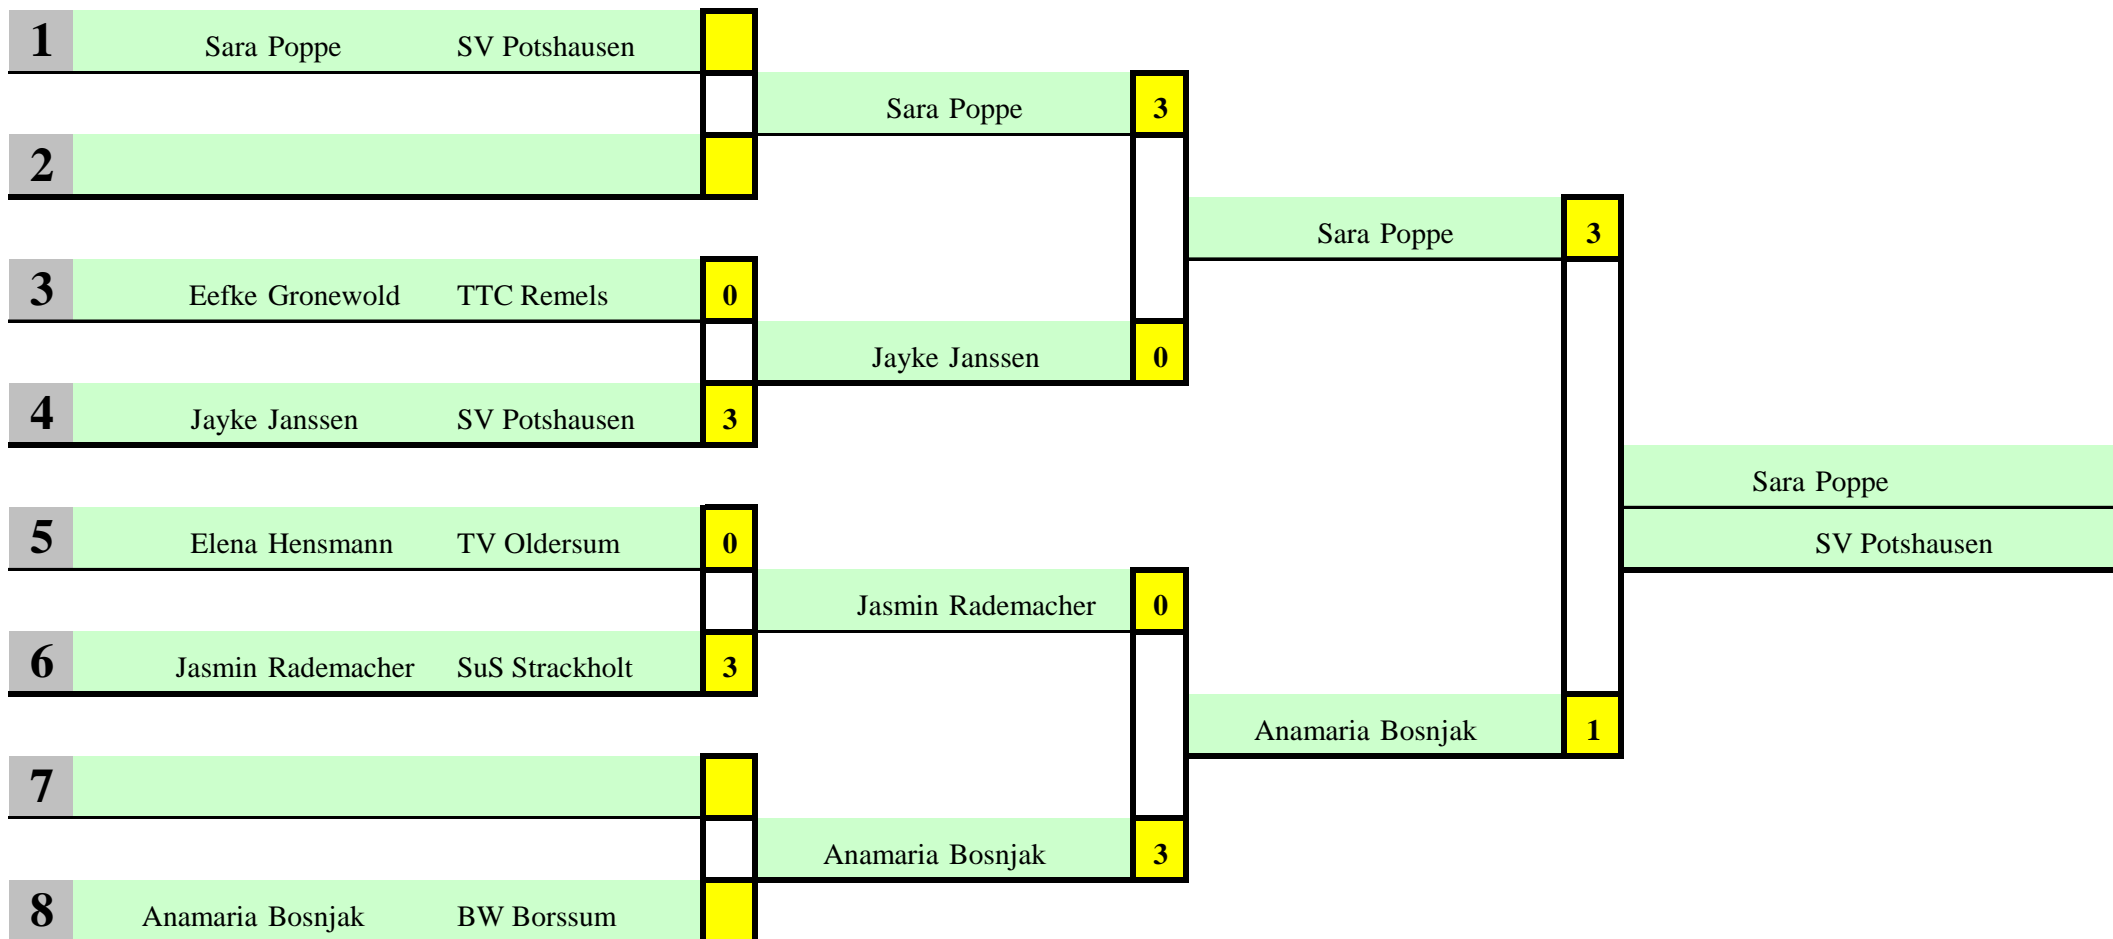 1 Sara Poppe SV Potshausen
Sara Poppe 3
2
Sara Poppe 3
3 Eefke Gronewold TTC Remels 0
Jayke Janssen 0
4 Jayke Janssen SV Potshausen 3
Sara Poppe
5 Elena Hensmann TV Oldersum 0
SV Potshausen
Jasmin Rademacher 0
6 Jasmin Rademacher SuS Strackholt 3
Anamaria Bosnjak 1
7
Anamaria Bosnjak 3
8 Anamaria Bosnjak BW Borssum